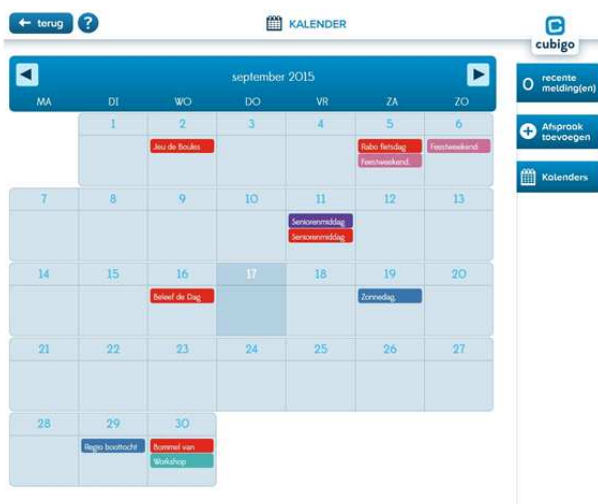 terug
?
KALENDER
cubigo
september 2015
MA DI WO DO VR ZA ZO
0 recente
melding(en)
Afspraak
toevoegen
Kalenders
1 2 3 4 5 6
Jeu de Boules Rabo fietsdag Feestweekend
Feestweekend.
7 8 9 10 11 12 13
Seniorenmiddag
Seniorenmiddag
14 15 16 17 18 19 20
Beleef de Dag Zonnedag,
21 22 23 24 25 26 27
28 29 30
Regio boottocht Bommel van
Workshop